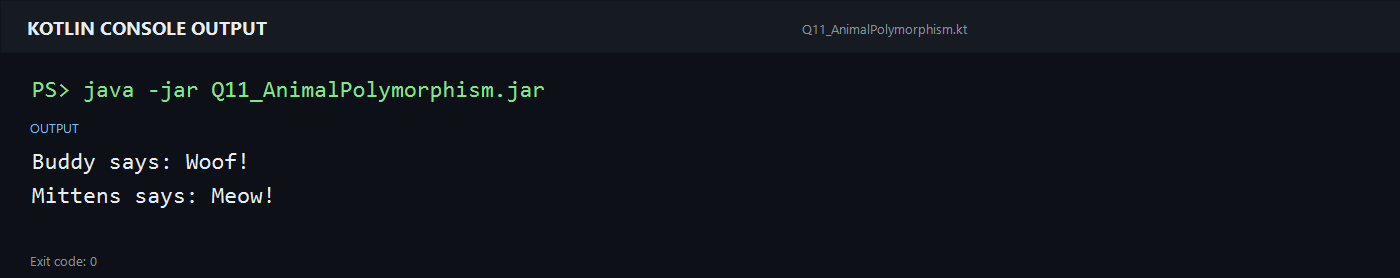 KOTLIN CONSOLE OUTPUT
Q11_AnimalPolymorphism.kt
PS> java -jar Q11_AnimalPolymorphism.jar
OUTPUT
Buddy says: Woof!
Mittens says: Meow!
Exit code: 0